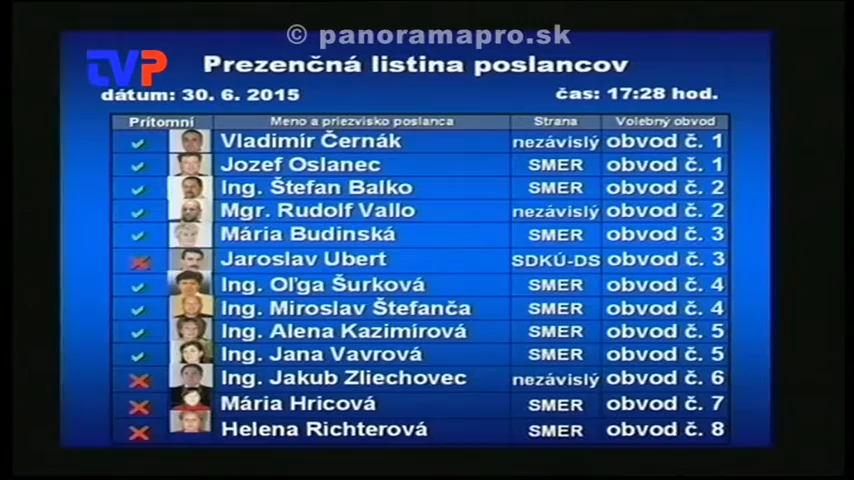 © panoramapro.sk
TVP
Prezenčná listina poslancov
dátum: 30. 6. 2015 čas: 17:28 hod.
Prítomní Meno a priezvisko poslanca Strana Volebný obvod
Vladimír Černák nezávislý obvod č. 1
Jozef Oslanec SMER obvod č. 1
Ing. Štefan Balko SMER obvod č. 2
Mgr. Rudolf Vallo nezávislý obvod č. 2
Mária Budinská SMER obvod č. 3
Jaroslav Ubert SDKÚ-DS obvod č. 3
Ing. Oľga Šurková SMER obvod č. 4
Ing. Miroslav Štefanča SMER obvod č. 4
Ing. Alena Kazimírová SMER obvod č. 5
Ing. Jana Vavrová SMER obvod č. 5
Ing. Jakub Zliechovec nezávislý obvod č. 6
Mária Hricová SMER obvod č. 7
Helena Richterová SMER obvod č. 8